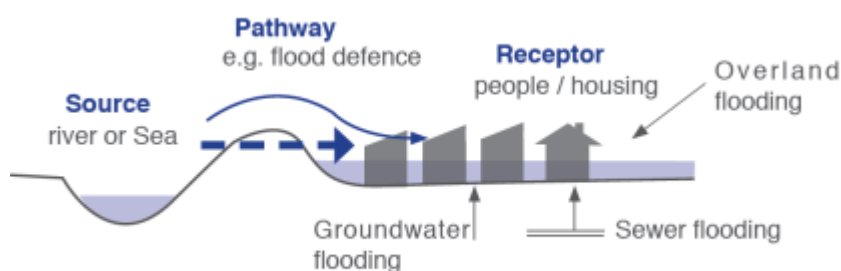 Pathway
e.g. flood defence
Receptor
people / housing
Overland
flooding
Source
river or Sea
Groundwater
flooding
Sewer flooding